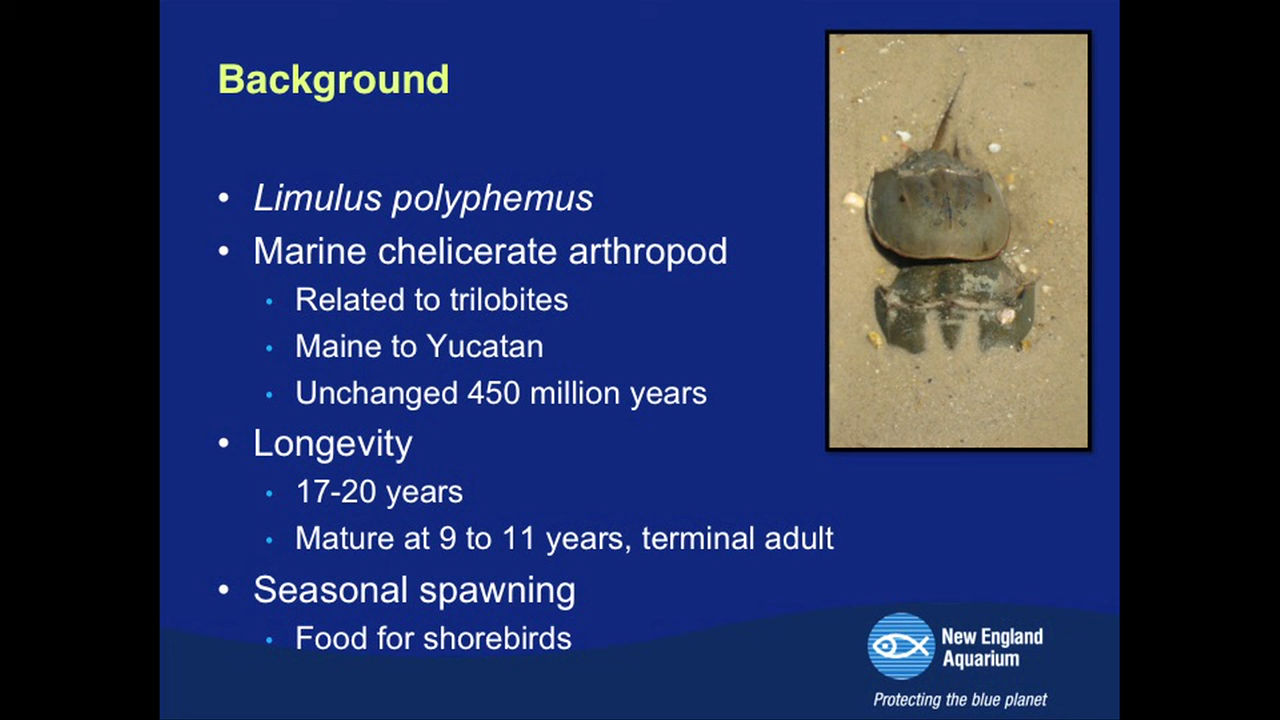 Background
• Limulus polyphemus
• Marine chelicerate arthropod
• Related to trilobites
• Maine to Yucatan
• Unchanged 450 million years
• Longevity
• 17-20 years
• Mature at 9 to 11 years, terminal adult
• Seasonal spawning
• Food for shorebirds
New England
Aquarium
Protecting the blue planet